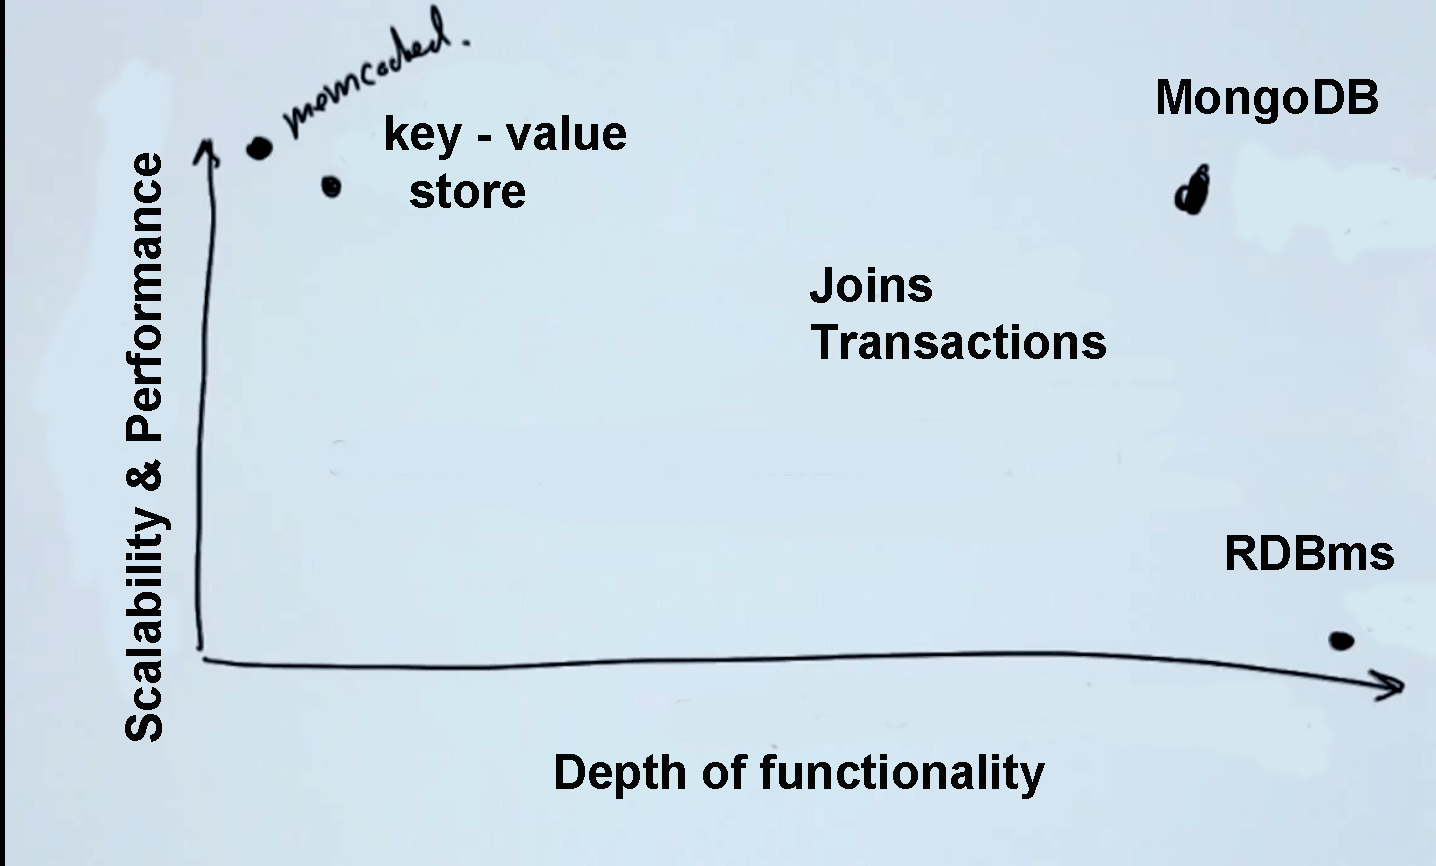 memcached.
key - value
store
MongoDB
Joins
Transactions
RDBms
Scalability & Performance
Depth of functionality